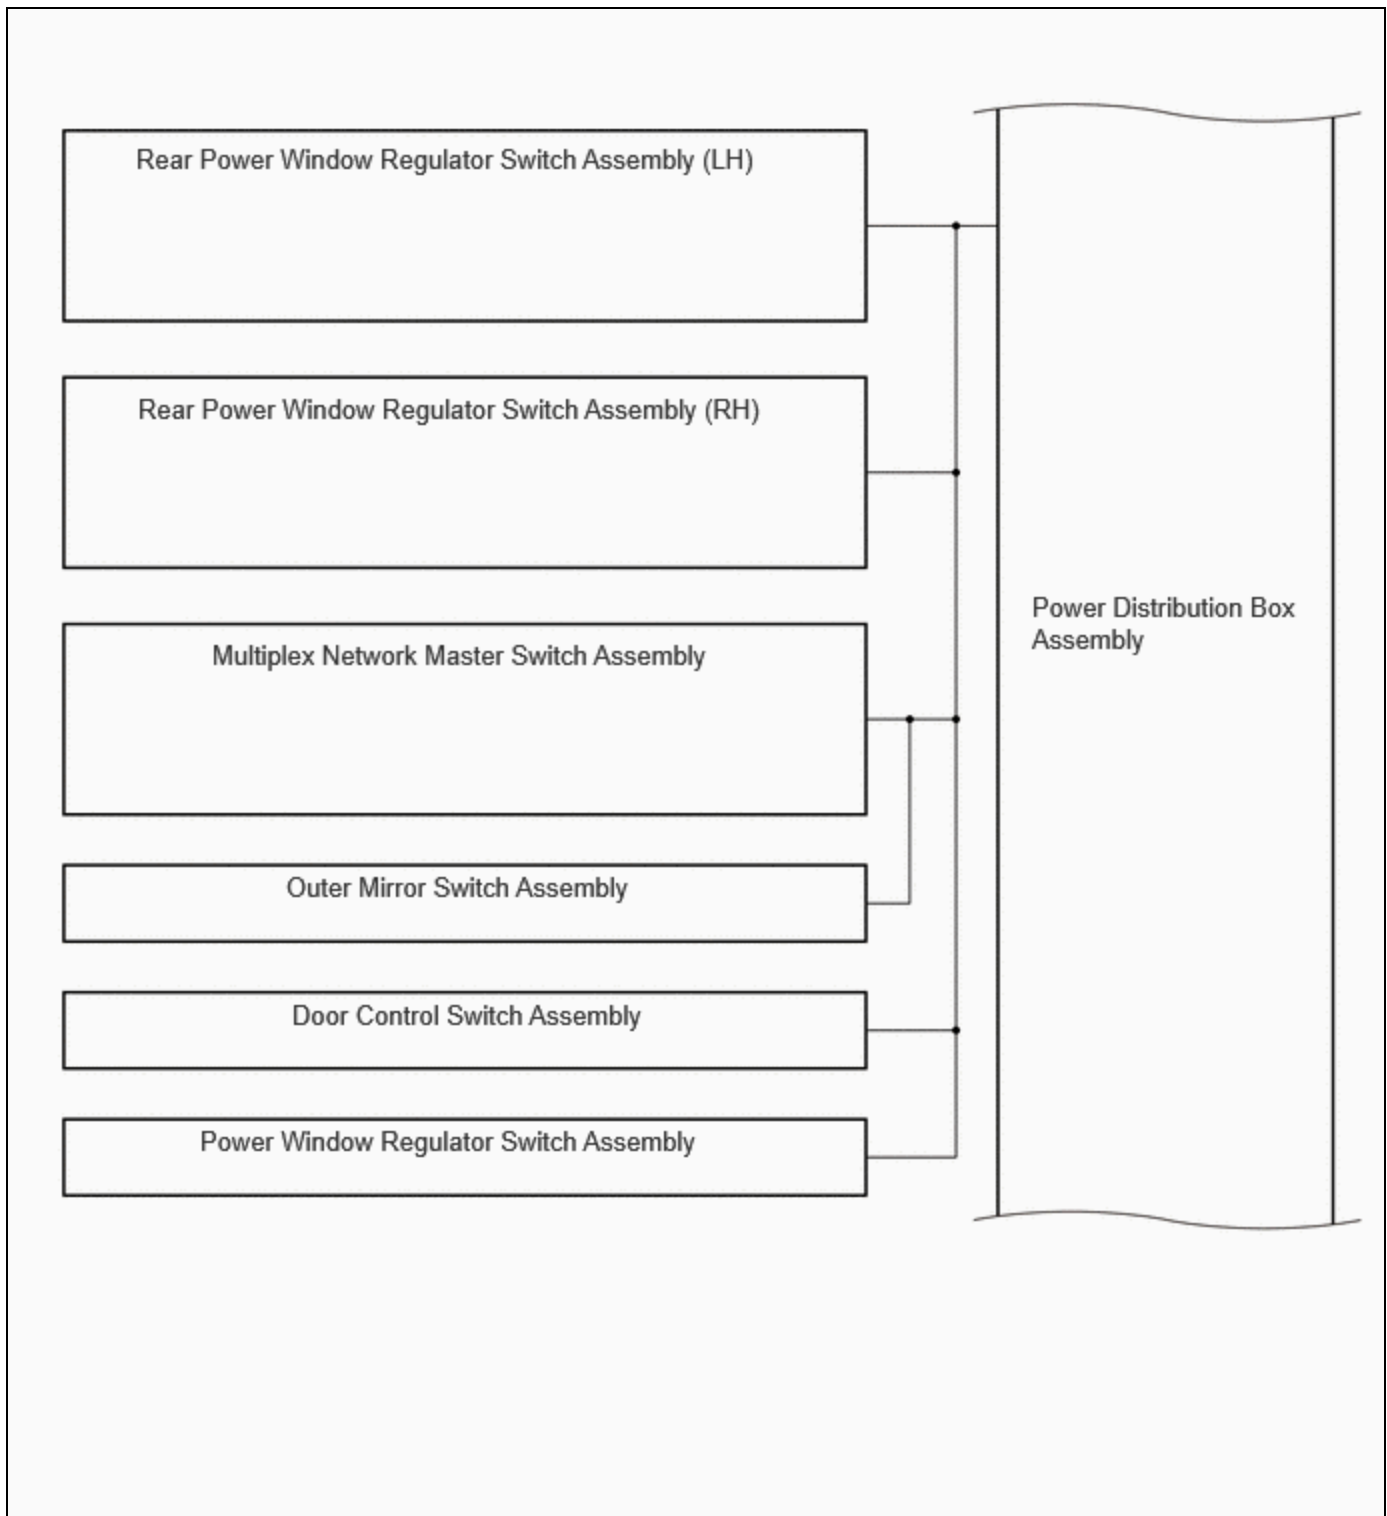 Rear Power Window Regulator Switch Assembly (LH)
Rear Power Window Regulator Switch Assembly (RH)
Multiplex Network Master Switch Assembly
Outer Mirror Switch Assembly
Door Control Switch Assembly
Power Window Regulator Switch Assembly
Power Distribution Box
Assembly